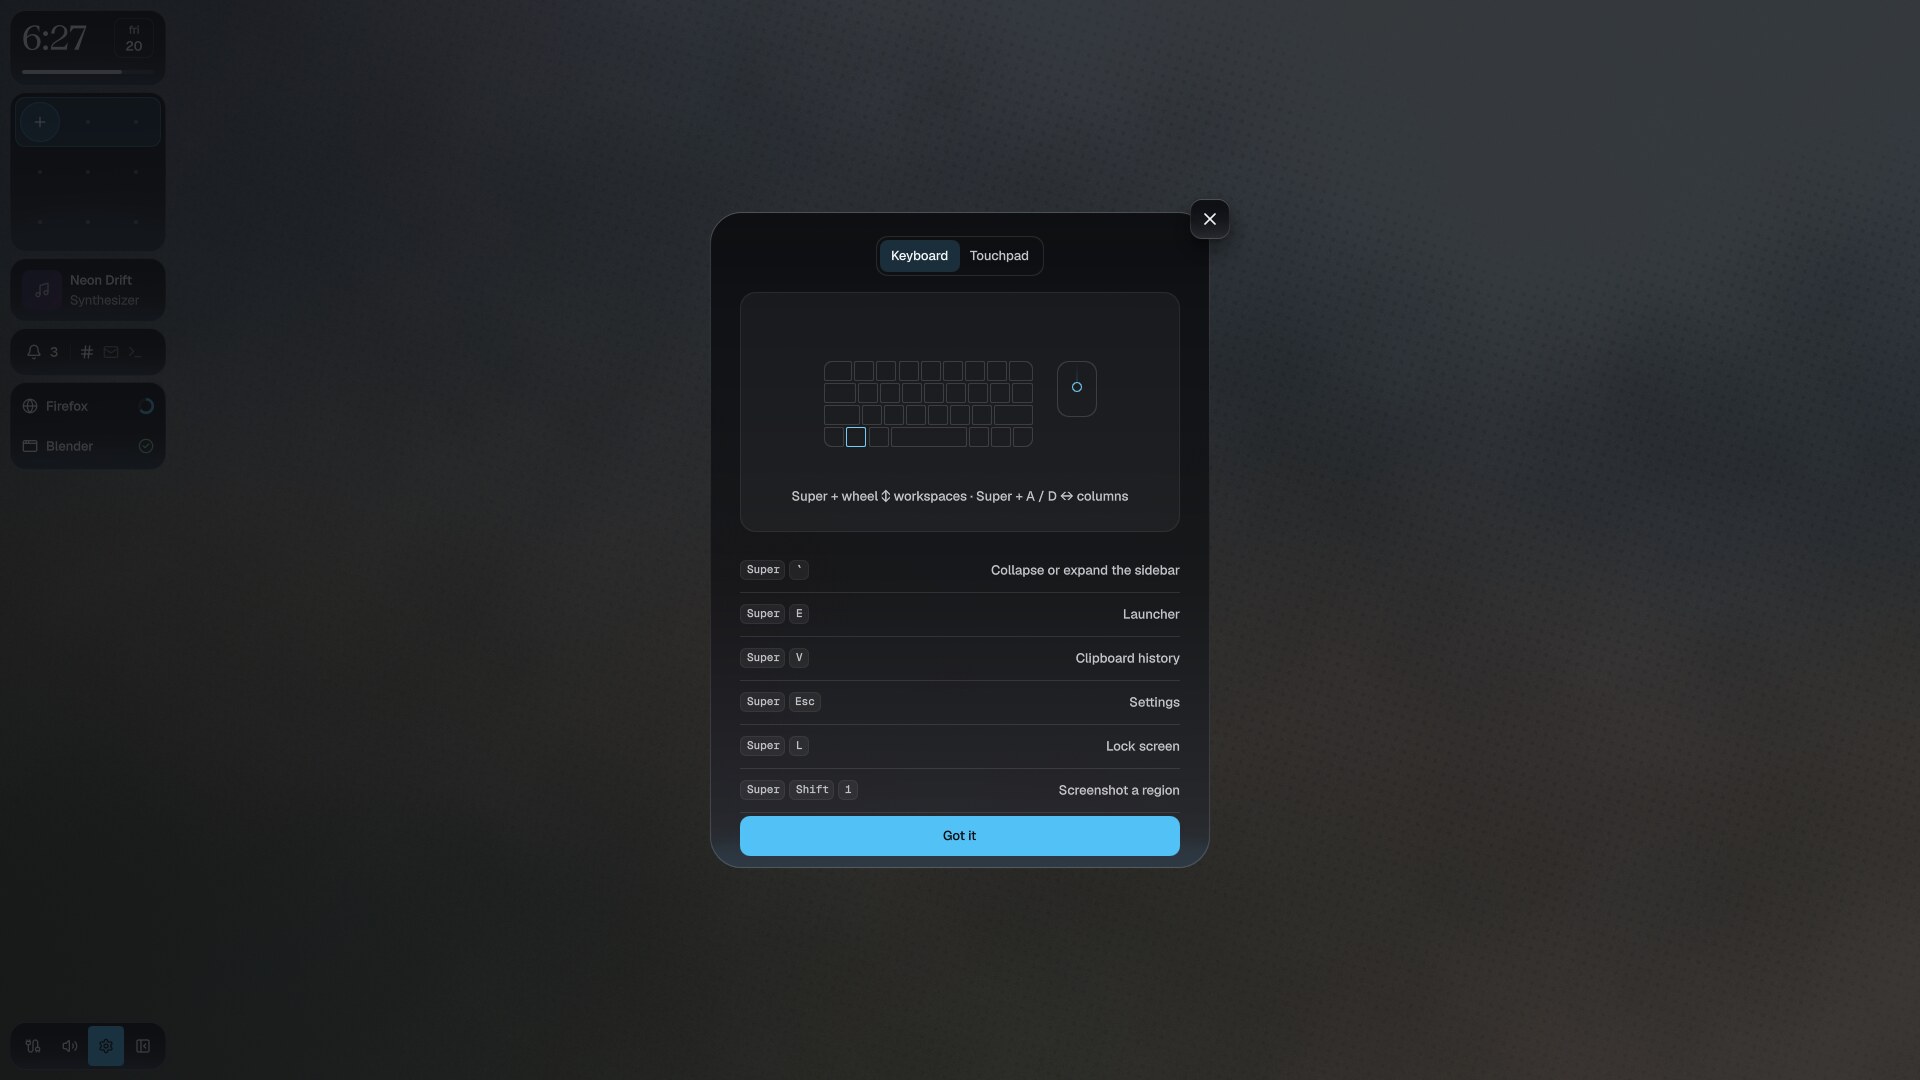 6:27
fri
20
Neon Drift
Synthesizer
3
Firefox
Blender
Keyboard Touchpad
Super + wheel ↕ workspaces · Super + A / D ↔ columns
Super ` Collapse or expand the sidebar
Super E Launcher
Super V Clipboard history
Super Esc Settings
Super L Lock screen
Super Shift 1 Screenshot a region
Got it